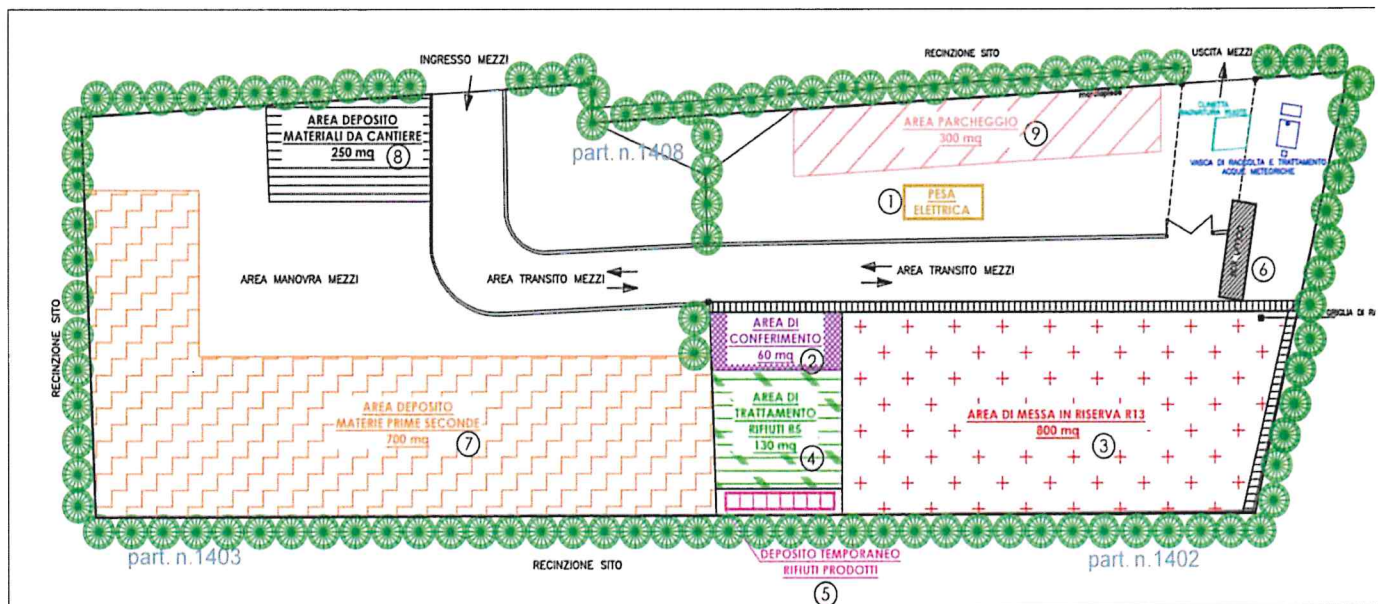 INGRESSO MEZZI
RECINZIONE SITO
USCITA MEZZI
AREA DEPOSITO
MATERIALI DA CANTIERE
250 mq
8
part. n.1408
AREA PARCHEGGIO
300 mq
9
CUNETTA
VASCA DI RACCOLTA E TRATTAMENTO
ACQUE METEORICHE
1
PESA
ELETTRICA
6
AREA MANOVRA MEZZI
AREA TRANSITO MEZZI
AREA TRANSITO MEZZI
RECINZIONE SITO
GRIGLIA DI
AREA DI
CONFERIMENTO
60 mq
2
AREA DI
TRATTAMENTO
RIFIUTI R5
130 mq
4
AREA DI MESSA IN RISERVA R13
800 mq
3
AREA DEPOSITO
MATERIE PRIME SECONDE
700 mq
7
part. n.1403
RECINZIONE SITO
DEPOSITO TEMPORANEO
RIFIUTI PRODOTTI
5
part. n.1402